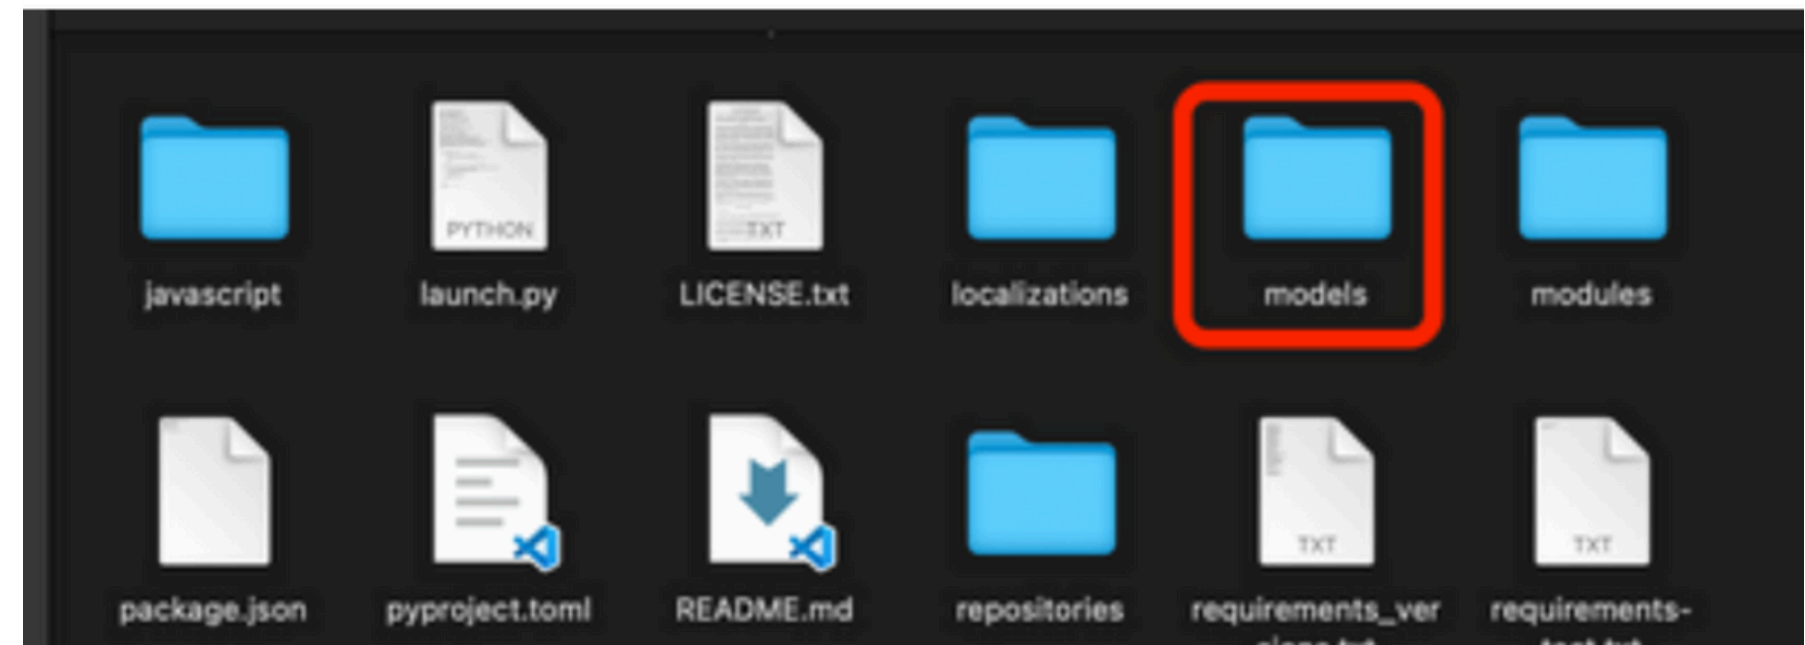 PYTHON
TXT
javascript
launch.py
LICENSE.txt
localizations
models
modules
TXT
TXT
package.json
pyproject.toml
README.md
repositories
requirements_ver
requirements-